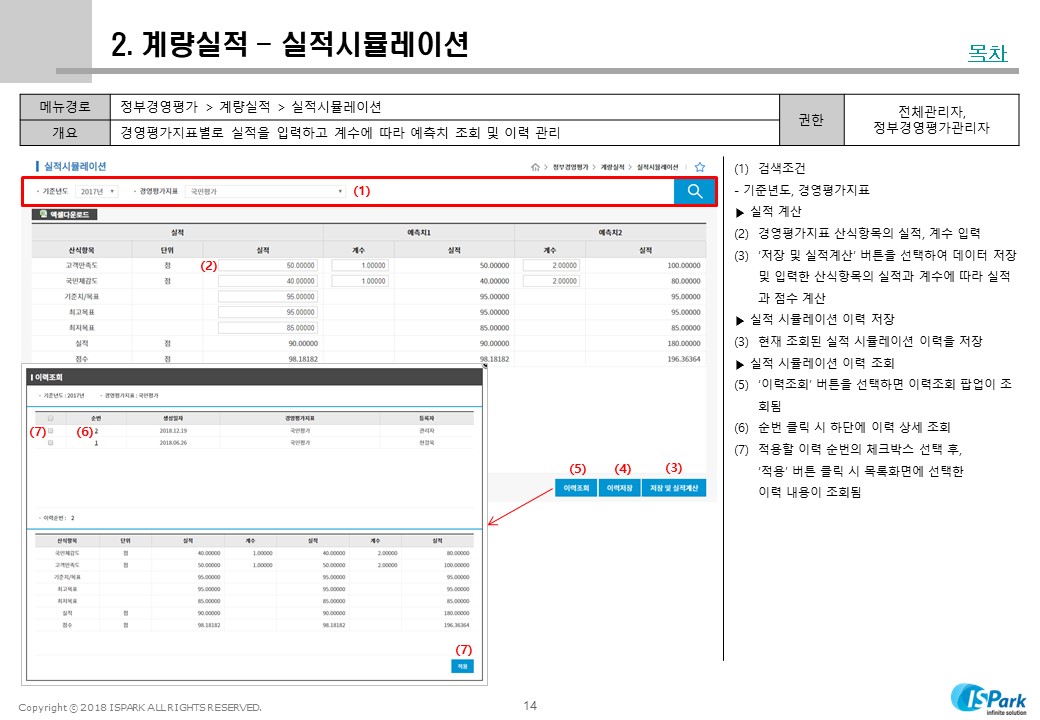 2. 계량실적 – 실적시뮬레이션
목차
메뉴경로 정부경영평가 > 계량실적 > 실적시뮬레이션
개요 경영평가지표별로 실적을 입력하고 계수에 따라 예측치 조회 및 이력 관리
권한 전체관리자,
정부경영평가관리자
실적시뮬레이션
정부경영평가 > 계량실적 > 실적시뮬레이션
기준년도 2017년 경영평가지표 국민평가 (1)
엑셀다운로드
실적 예측치1 예측치2
산식항목 단위 실적 계수 실적 계수 실적
고객만족도 점 (2) 50.00000 1.00000 50.00000 2.00000 100.00000
국민체감도 점 40.00000 1.00000 40.00000 2.00000 80.00000
기준치/목표 95.00000 95.00000 95.00000
최고목표 95.00000 95.00000 95.00000
최저목표 85.00000 85.00000 85.00000
실적 점 90.00000 90.00000 180.00000
점수 점 98.18182 98.18182 196.36364
(5) (4) (3)
이력조회 이력저장 저장 및 실적계산
이력조회
기준년도 : 2017년 경영평가지표 : 국민평가
순번 생성일자 경영평가지표 등록자
(7) (6) 2 2018.12.19 국민평가 관리자
1 2018.06.26 국민평가
이력순번 : 2
산식항목 단위 실적 계수 실적 계수 실적
국민체감도 점 40.00000 1.00000 40.00000 2.00000 80.00000
고객만족도 점 50.00000 1.00000 50.00000 2.00000 100.00000
기준치/목표 95.00000 95.00000 95.00000
최고목표 95.00000 95.00000 95.00000
최저목표 85.00000 85.00000 85.00000
실적 점 90.00000 90.00000 180.00000
점수 점 98.18182 98.18182 196.36364
(7)
적용
(1) 검색조건
- 기준년도, 경영평가지표
▶ 실적 계산
(2) 경영평가지표 산식항목의 실적, 계수 입력
(3) ‘저장 및 실적계산’ 버튼을 선택하여 데이터 저장
및 입력한 산식항목의 실적과 계수에 따라 실적
과 점수 계산
▶ 실적 시뮬레이션 이력 저장
(3) 현재 조회된 실적 시뮬레이션 이력을 저장
▶ 실적 시뮬레이션 이력 조회
(5) ‘이력조회’ 버튼을 선택하면 이력조회 팝업이 조
회됨
(6) 순번 클릭 시 하단에 이력 상세 조회
(7) 적용할 이력 순번의 체크박스 선택 후,
‘적용’ 버튼 클릭 시 목록화면에 선택한
이력 내용이 조회됨
Copyright ⓒ 2018 ISPARK ALL RIGHTS RESERVED.
14
ISPark
infinite solution